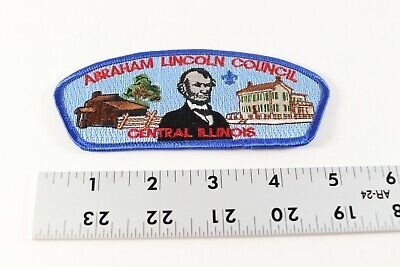 ABRAHAM LINCOLN COUNCIL
CENTRAL ILLINOIS
1 2 3 4 5 6
AR-24
23 22 21 20 19 18